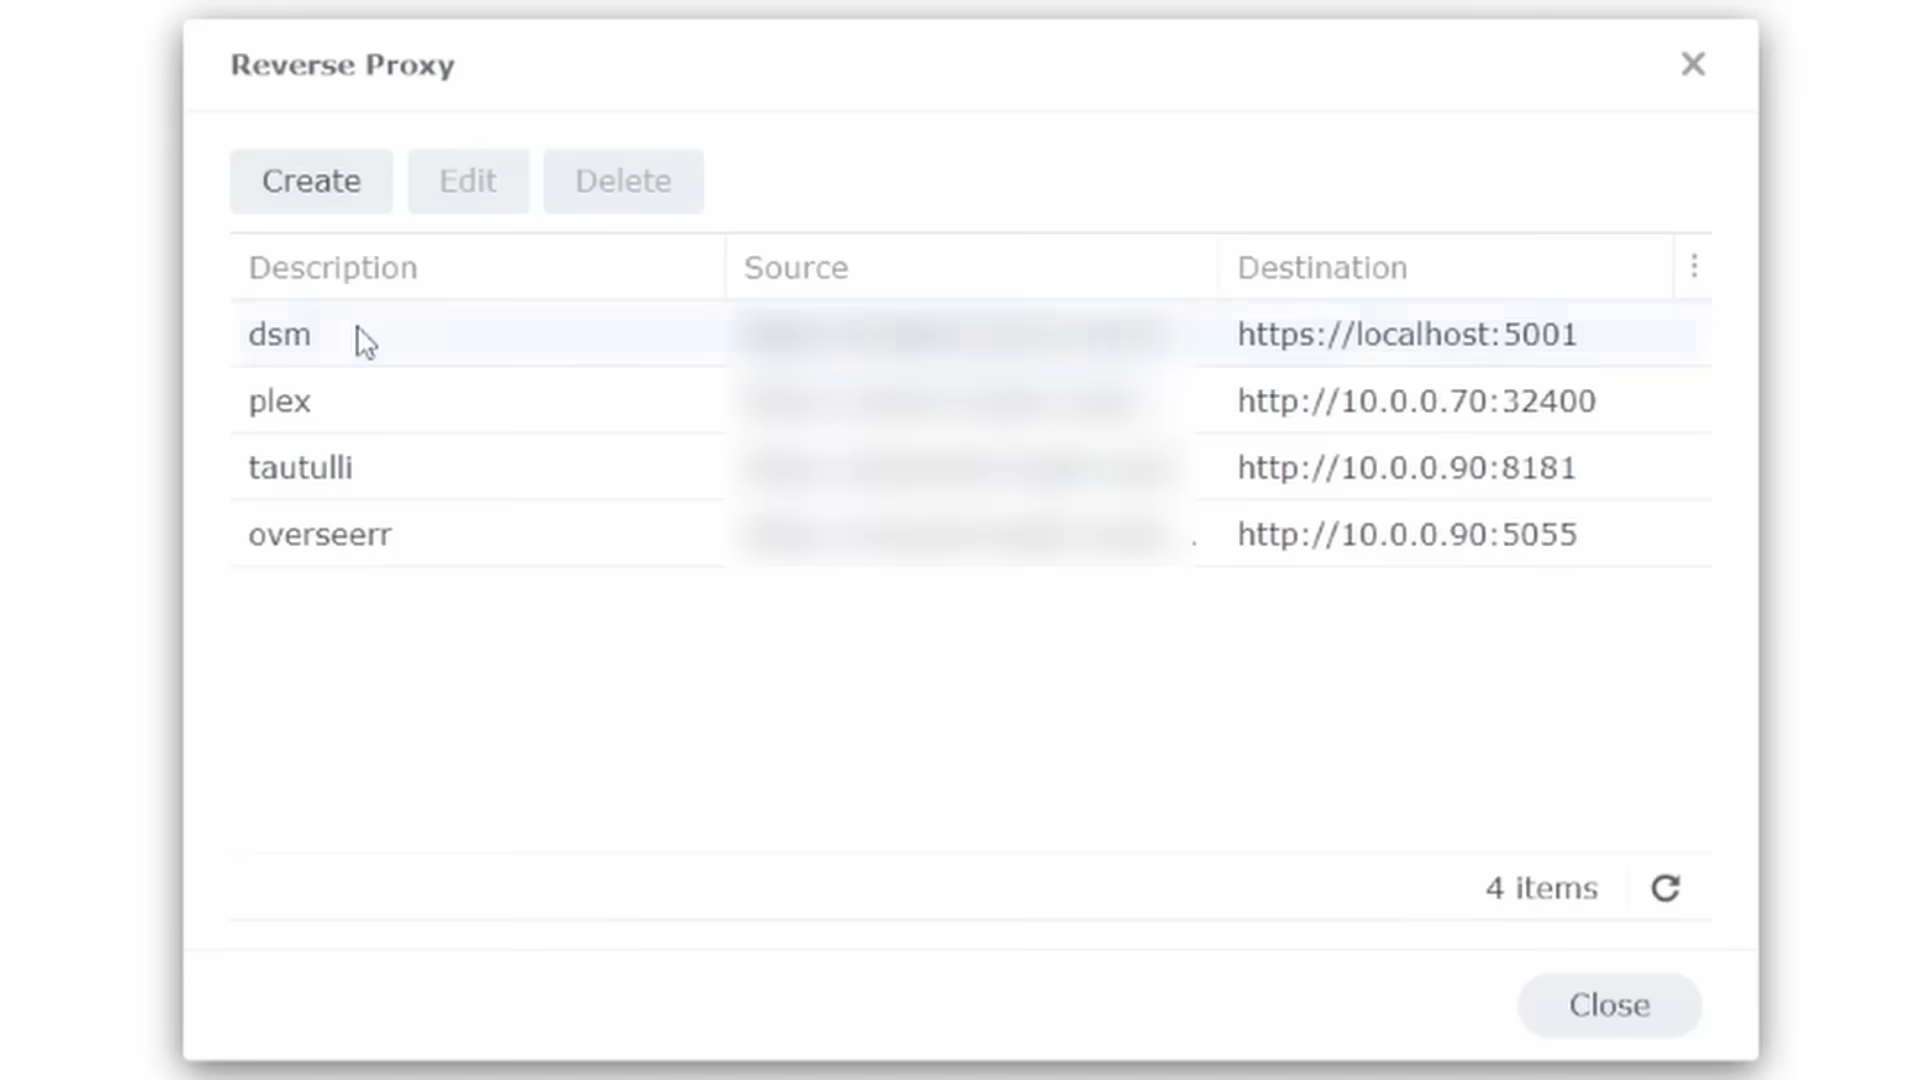 Reverse Proxy
Create Edit Delete
Description Source Destination
dsm https://localhost:5001
plex http://10.0.0.70:32400
tautulli http://10.0.0.90:8181
overseerr http://10.0.0.90:5055
4 items
Close